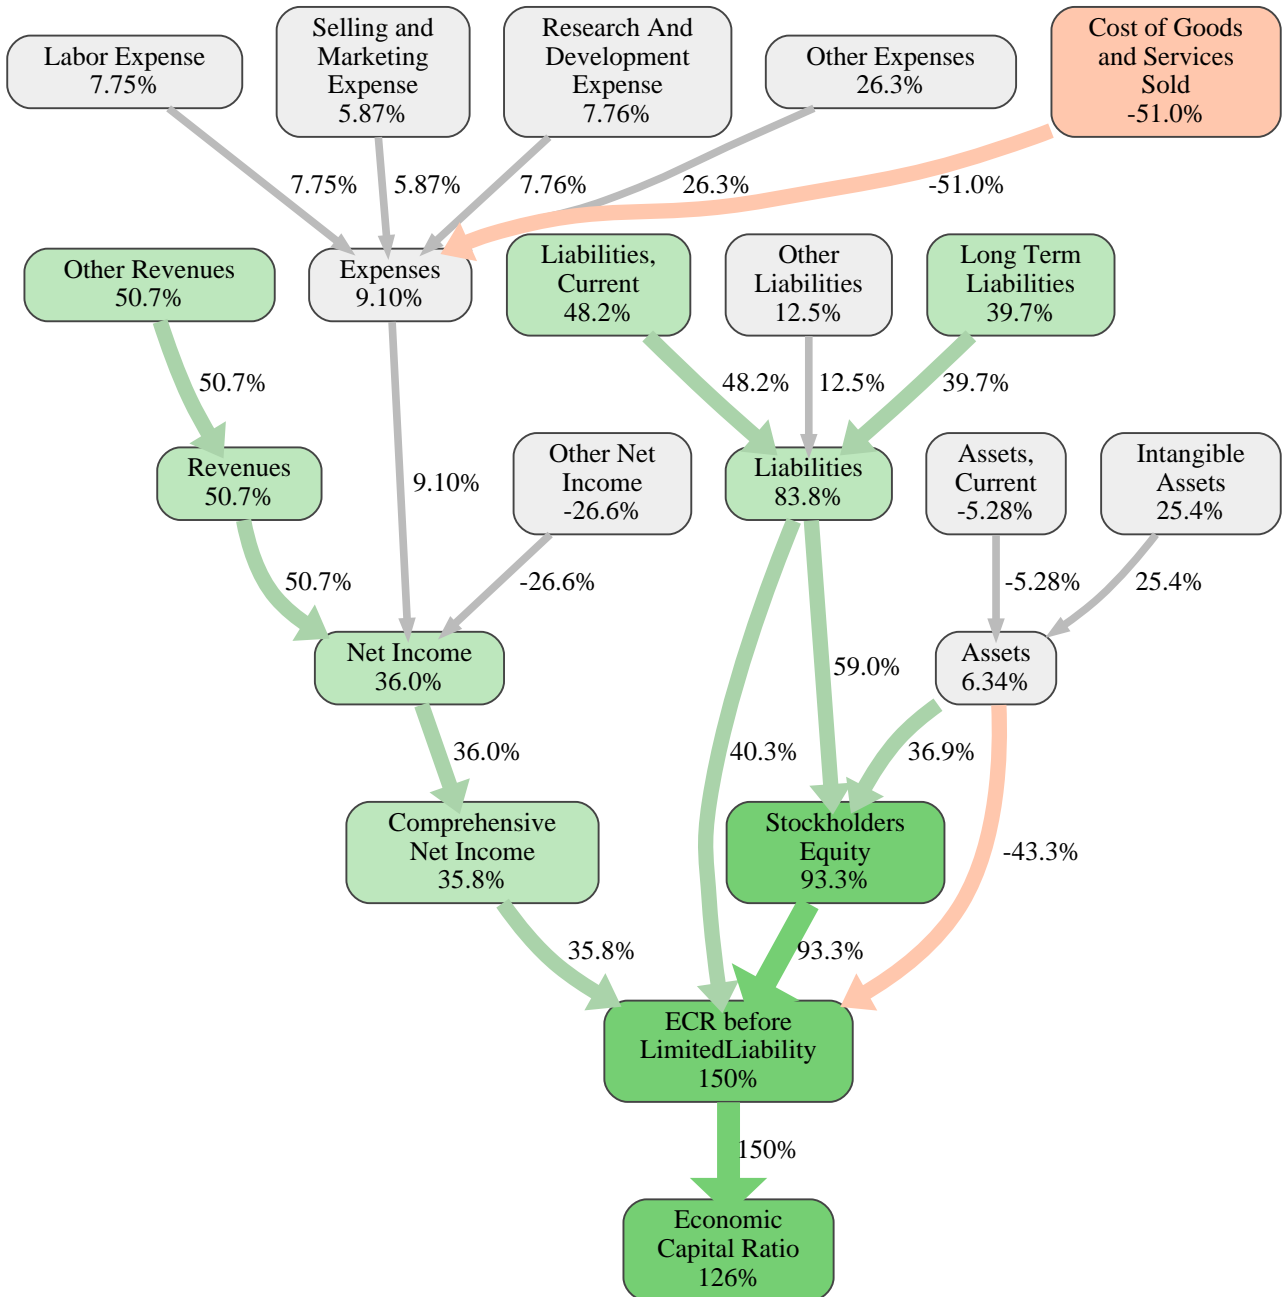 Labor Expense
7.75%
Selling and
Marketing
Expense
5.87%
Research And
Development
Expense
7.76%
Other Expenses
26.3%
Cost of Goods
and Services
Sold
-51.0%
7.75%
5.87%
7.76%
26.3%
-51.0%
Other Revenues
50.7%
Expenses
9.10%
Liabilities,
Current
48.2%
Other
Liabilities
12.5%
Long Term
Liabilities
39.7%
50.7%
48.2%
12.5%
39.7%
Revenues
50.7%
9.10%
Other Net
Income
-26.6%
Liabilities
83.8%
Assets,
Current
-5.28%
Intangible
Assets
25.4%
50.7%
-26.6%
-5.28%
25.4%
Net Income
36.0%
59.0%
Assets
6.34%
36.0%
40.3%
36.9%
Comprehensive
Net Income
35.8%
Stockholders
Equity
93.3%
-43.3%
35.8%
93.3%
ECR before
LimitedLiability
150%
150%
Economic
Capital Ratio
126%